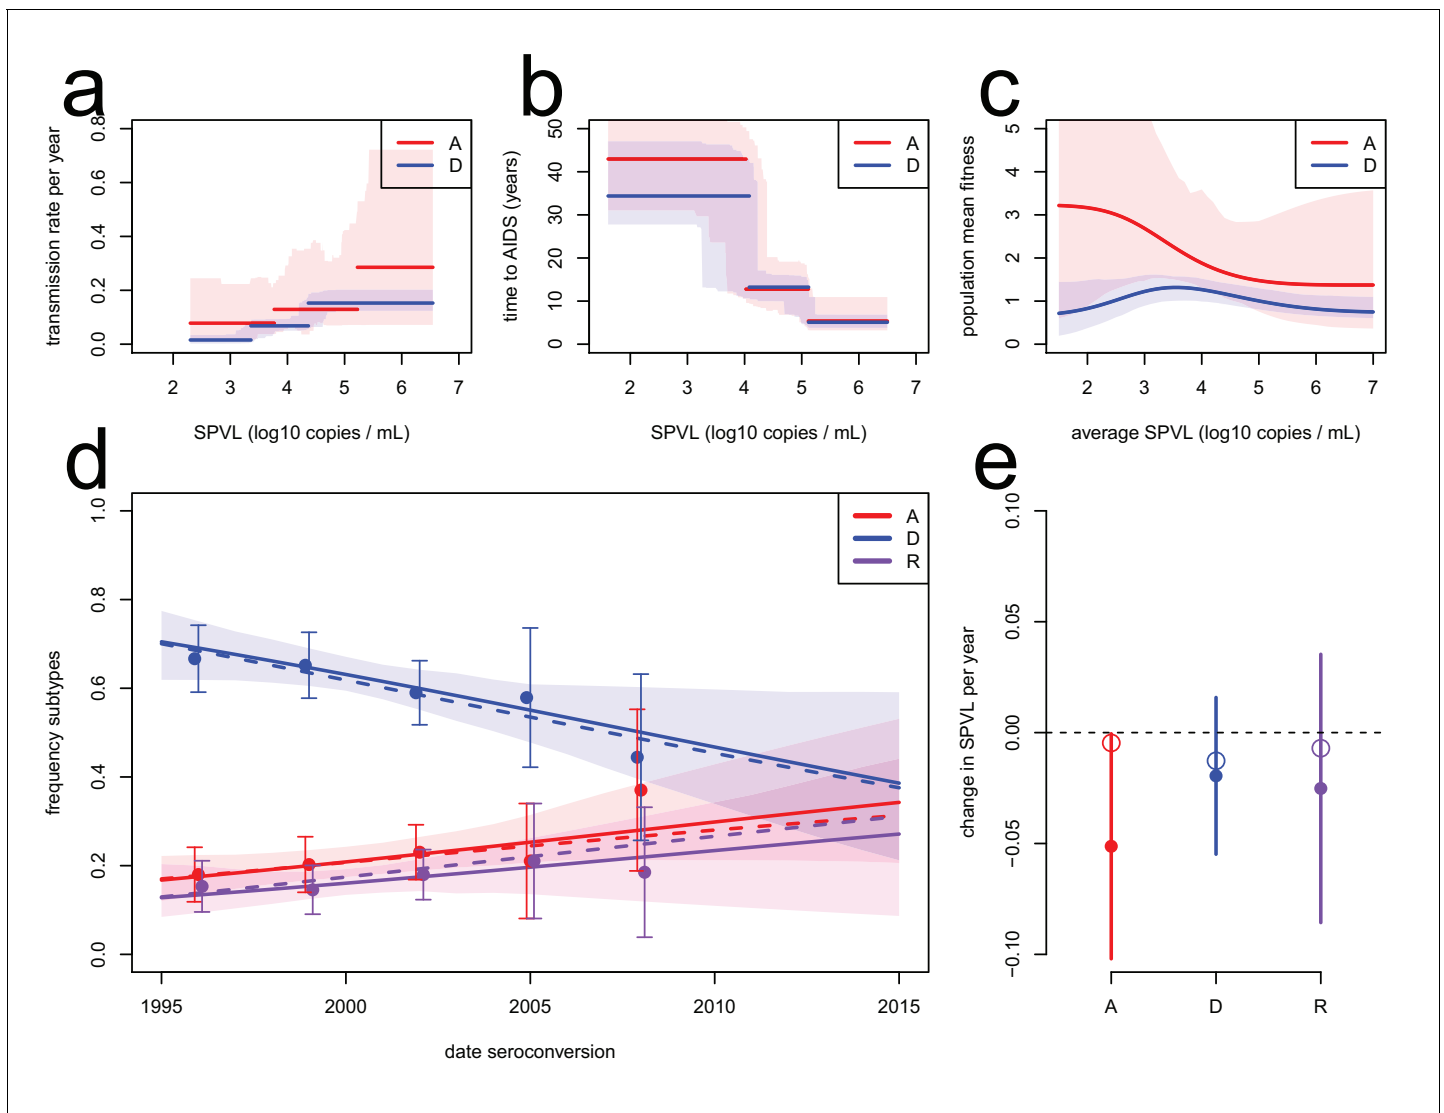 a
transmission rate per year
0.0 0.2 0.4 0.6 0.8
A
D
2 3 4 5 6 7
SPVL (log10 copies / mL)
b
time to AIDS (years)
0 10 20 30 40 50
A
D
2 3 4 5 6 7
SPVL (log10 copies / mL)
c
population mean fitness
0 1 2 3 4 5
A
D
2 3 4 5 6 7
average SPVL (log10 copies / mL)
d
frequency subtypes
0.0 0.2 0.4 0.6 0.8 1.0
A
D
R
1995 2000 2005 2010 2015
date seroconversion
e
change in SPVL per year
−0.10 −0.05 0.00 0.05 0.10
A D R